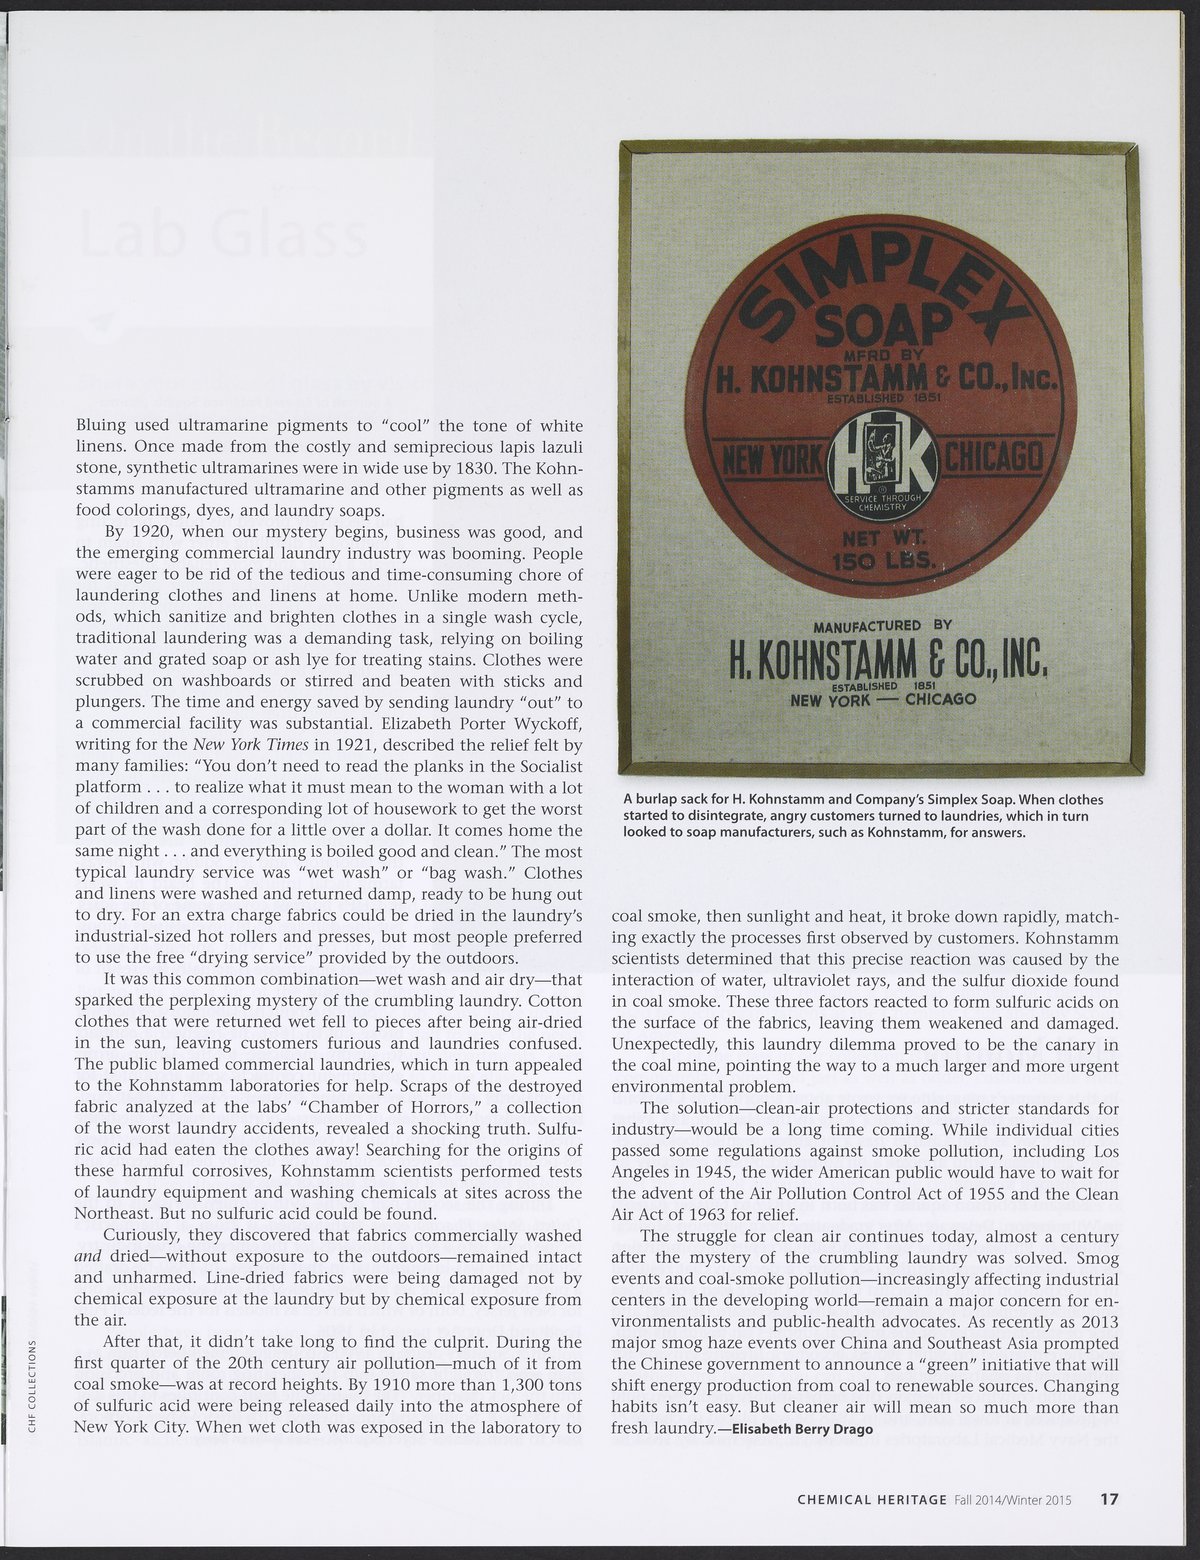 Lab Glass
SIMPLEX
SOAP
MFRD BY
H. KOHNSTAMM & CO., INC.
ESTABLISHED 1851
NEW YORK
HK
CHICAGO
SERVICE THROUGH
CHEMISTRY
NET WT.
150 LBS.
MANUFACTURED BY
H. KOHNSTAMM & CO., INC.
ESTABLISHED 1851
NEW YORK — CHICAGO
A burlap sack for H. Kohnstamm and Company's Simplex Soap. When clothes
started to disintegrate, angry customers turned to laundries, which in turn
looked to soap manufacturers, such as Kohnstamm, for answers.
Bluing used ultramarine pigments to “cool” the tone of white
linens. Once made from the costly and semiprecious lapis lazuli
stone, synthetic ultramarines were in wide use by 1830. The Kohn-
stamms manufactured ultramarine and other pigments as well as
food colorings, dyes, and laundry soaps.
By 1920, when our mystery begins, business was good, and
the emerging commercial laundry industry was booming. People
were eager to be rid of the tedious and time-consuming chore of
laundering clothes and linens at home. Unlike modern meth-
ods, which sanitize and brighten clothes in a single wash cycle,
traditional laundering was a demanding task, relying on boiling
water and grated soap or ash lye for treating stains. Clothes were
scrubbed on washboards or stirred and beaten with sticks and
plungers. The time and energy saved by sending laundry “out” to
a commercial facility was substantial. Elizabeth Porter Wyckoff,
writing for the New York Times in 1921, described the relief felt by
many families: “You don’t need to read the planks in the Socialist
platform . . . to realize what it must mean to the woman with a lot
of children and a corresponding lot of housework to get the worst
part of the wash done for a little over a dollar. It comes home the
same night . . . and everything is boiled good and clean.” The most
typical laundry service was “wet wash” or “bag wash.” Clothes
and linens were washed and returned damp, ready to be hung out
to dry. For an extra charge fabrics could be dried in the laundry’s
industrial-sized hot rollers and presses, but most people preferred
to use the free “drying service” provided by the outdoors.
It was this common combination—wet wash and air dry—that
sparked the perplexing mystery of the crumbling laundry. Cotton
clothes that were returned wet fell to pieces after being air-dried
in the sun, leaving customers furious and laundries confused.
The public blamed commercial laundries, which in turn appealed
to the Kohnstamm laboratories for help. Scraps of the destroyed
fabric analyzed at the labs’ “Chamber of Horrors,” a collection
of the worst laundry accidents, revealed a shocking truth. Sulfu-
ric acid had eaten the clothes away! Searching for the origins of
these harmful corrosives, Kohnstamm scientists performed tests
of laundry equipment and washing chemicals at sites across the
Northeast. But no sulfuric acid could be found.
Curiously, they discovered that fabrics commercially washed
and dried—without exposure to the outdoors—remained intact
and unharmed. Line-dried fabrics were being damaged not by
chemical exposure at the laundry but by chemical exposure from
the air.
After that, it didn’t take long to find the culprit. During the
first quarter of the 20th century air pollution—much of it from
coal smoke—was at record heights. By 1910 more than 1,300 tons
of sulfuric acid were being released daily into the atmosphere of
New York City. When wet cloth was exposed in the laboratory to
coal smoke, then sunlight and heat, it broke down rapidly, match-
ing exactly the processes first observed by customers. Kohnstamm
scientists determined that this precise reaction was caused by the
interaction of water, ultraviolet rays, and the sulfur dioxide found
in coal smoke. These three factors reacted to form sulfuric acids on
the surface of the fabrics, leaving them weakened and damaged.
Unexpectedly, this laundry dilemma proved to be the canary in
the coal mine, pointing the way to a much larger and more urgent
environmental problem.
The solution—clean-air protections and stricter standards for
industry—would be a long time coming. While individual cities
passed some regulations against smoke pollution, including Los
Angeles in 1945, the wider American public would have to wait for
the advent of the Air Pollution Control Act of 1955 and the Clean
Air Act of 1963 for relief.
The struggle for clean air continues today, almost a century
after the mystery of the crumbling laundry was solved. Smog
events and coal-smoke pollution—increasingly affecting industrial
centers in the developing world—remain a major concern for en-
vironmentalists and public-health advocates. As recently as 2013
major smog haze events over China and Southeast Asia prompted
the Chinese government to announce a “green” initiative that will
shift energy production from coal to renewable sources. Changing
habits isn’t easy. But cleaner air will mean so much more than
fresh laundry.—Elisabeth Berry Drago
CHF COLLECTIONS
CHEMICAL HERITAGE Fall 2014/Winter 2015 17